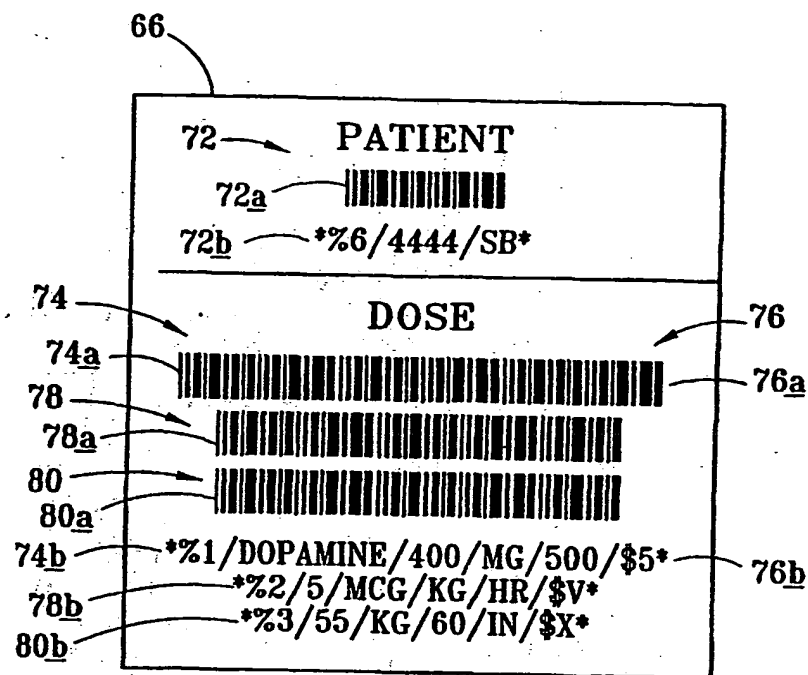 66
72 PATIENT
72a
72b *%6/4444/SB*
74 DOSE 76
74a 76a
78
78a
80
80a
74b *%1/DOPAMINE/400/MG/500/$5* 76b
78b *%2/5/MCG/KG/HR/$V*
80b *%3/55/KG/60/IN/$X*